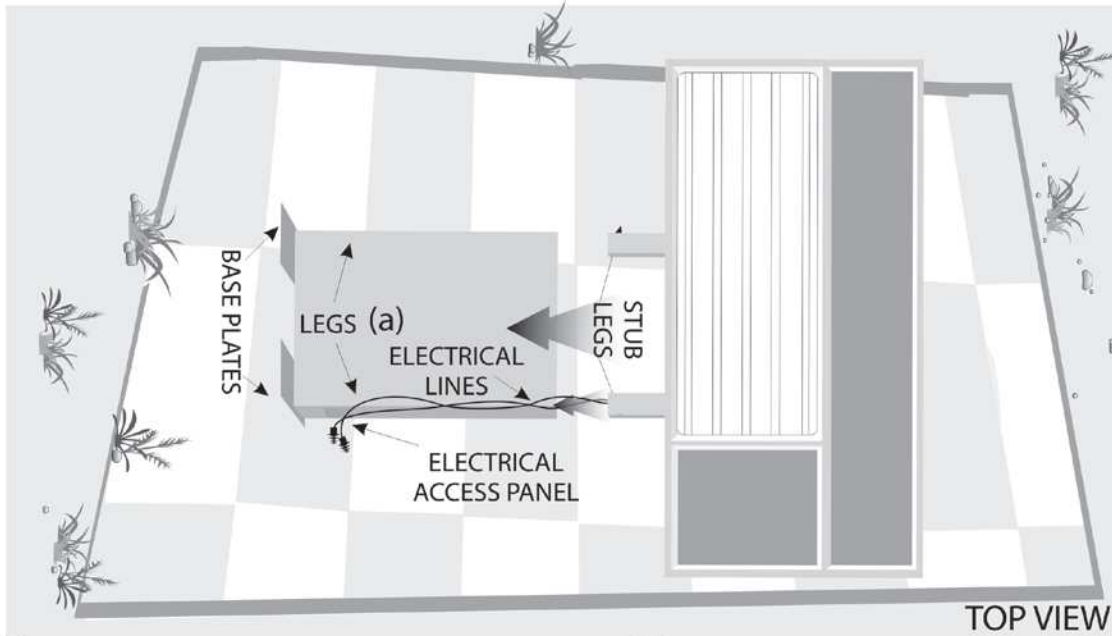 BASE PLATES
LEGS (a)
STUB
LEGS
ELECTRICAL
LINES
ELECTRICAL
ACCESS PANEL
TOP VIEW